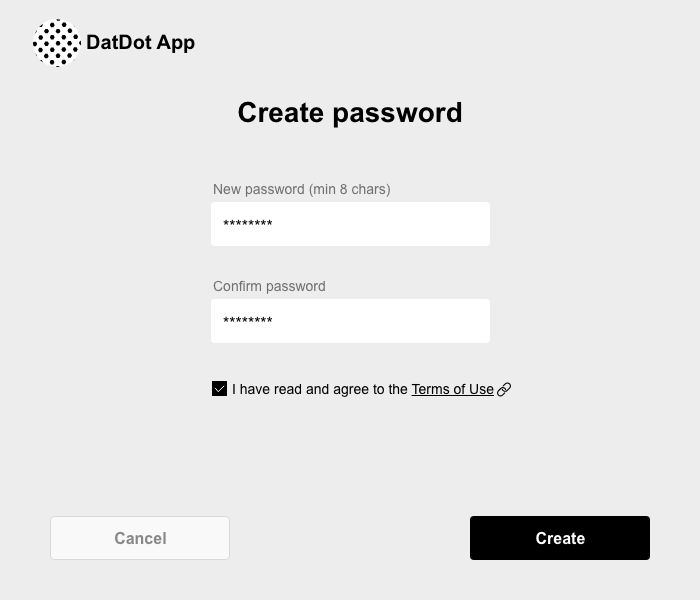 DatDot App
Create password
New password (min 8 chars)
********
Confirm password
********
I have read and agree to the Terms of Use
Cancel
Create